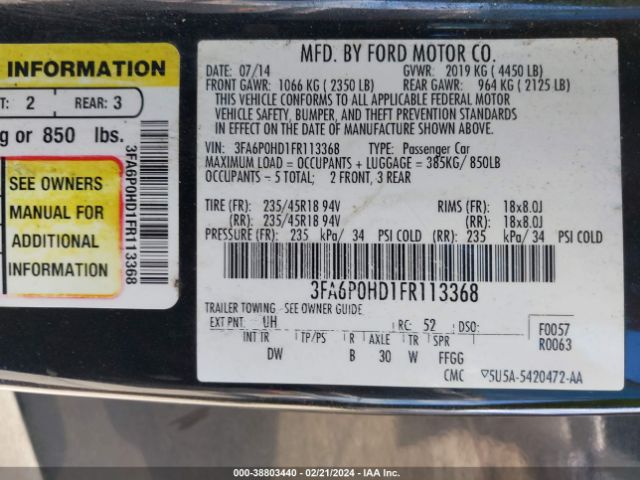 INFORMATION
T: 2 REAR: 3
g or 850 lbs.
SEE OWNERS
MANUAL FOR
ADDITIONAL
INFORMATION
3FA6P0HD1FR113368
MFD. BY FORD MOTOR CO.
DATE: 07/14 GVWR: 2019 KG ( 4450 LB)
FRONT GAWR: 1066 KG ( 2350 LB) REAR GAWR: 964 KG ( 2125 LB)
THIS VEHICLE CONFORMS TO ALL APPLICABLE FEDERAL MOTOR
VEHICLE SAFETY, BUMPER, AND THEFT PREVENTION STANDARDS
IN EFFECT ON THE DATE OF MANUFACTURE SHOWN ABOVE.
VIN: 3FA6P0HD1FR113368 TYPE: Passenger Car
MAXIMUM LOAD = OCCUPANTS + LUGGAGE = 385KG/ 850LB
OCCUPANTS - 5 TOTAL; 2 FRONT, 3 REAR
TIRE (FR): 235/45R18 94V RIMS (FR): 18x8.0J
(RR): 235/45R18 94V (RR): 18x8.0J
PRESSURE (FR): 235 kPa/ 34 PSI COLD (RR): 235 kPa/ 34 PSI COLD
3FA6P0HD1FR113368
TRAILER TOWING - SEE OWNER GUIDE.
EXT PNT: UH RC: 52 DSO: F0057
INT TR TP/PS R AXLE TR SPR R0063
DW B 30 W FFGG
CMC ▽5U5A-5420472-AA
000-38803440 - 02/21/2024 - IAA Inc.